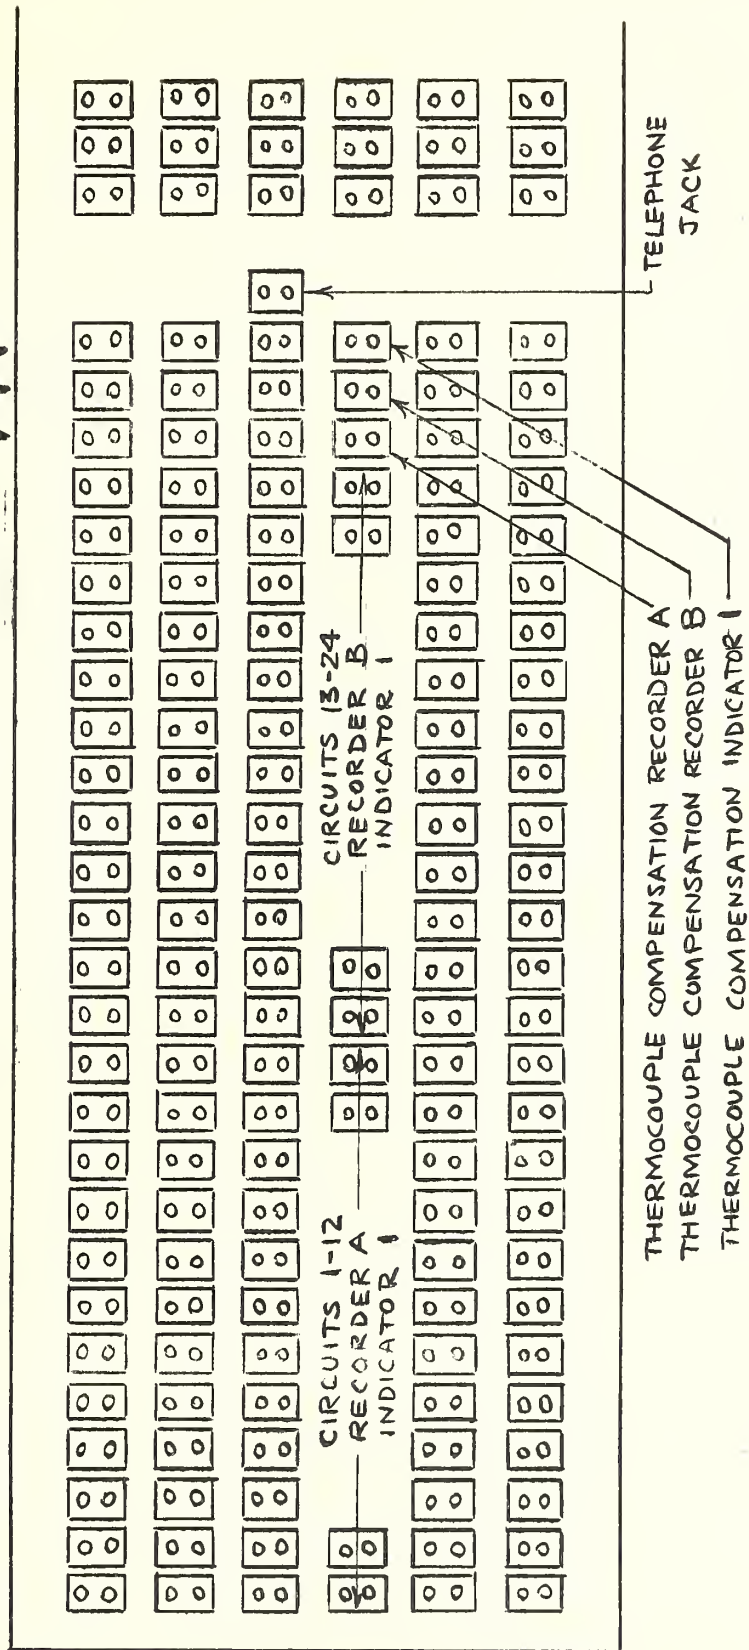 TELEPHONE
JACK
CIRCUITS 13-24
RECORDER B
INDICATOR 1
CIRCUITS 1-12
RECORDER A
INDICATOR 1
THERMOCOUPLE COMPENSATION RECORDER A
THERMOCOUPLE COMPENSATION RECORDER B
THERMOCOUPLE COMPENSATION INDICATOR 1